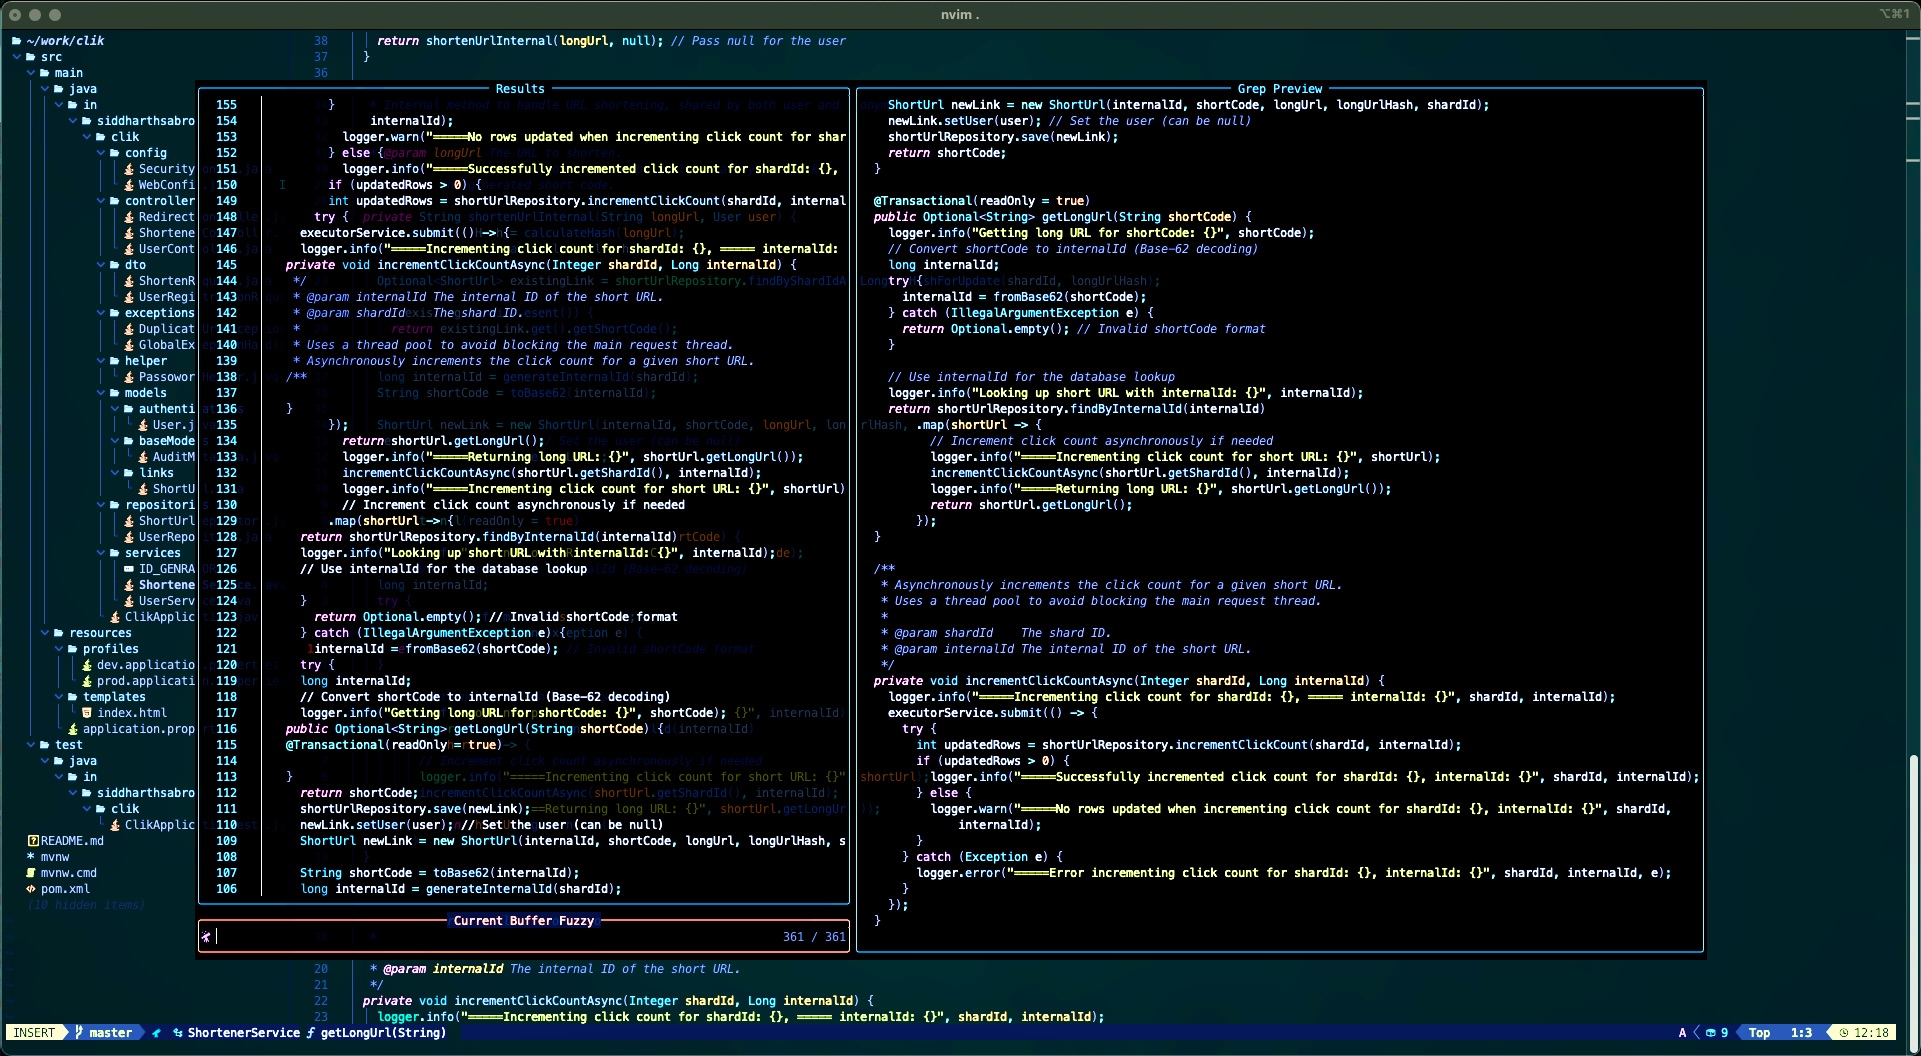 nvim .
⌥⌘1
~/work/clik
src
main
java
in
siddharthsabro
clik
config
Security
WebConfi
controller
Redirect
Shortene
UserCont
dto
ShortenR
UserRegi
exceptions
Duplicat
GlobalEx
helper
Passwor
models
authenti
User.j
baseMode
AuditM
links
ShortU
repositori
ShortUrl
UserRepo
services
ID_GENRA
Shortene
UserServ
ClikApplic
resources
profiles
dev.applicatio
prod.applicati
templates
index.html
application.prop
test
java
in
siddharthsabro
clik
ClikApplic
README.md
mvnw
mvnw.cmd
pom.xml
(10 hidden items)
38 return shortenUrlInternal(longUrl, null); // Pass null for the user
37 }
36
Results
155 }
154 internalId);
153 logger.warn("=====No rows updated when incrementing click count for shar
152 } else {
151 logger.info("=====Successfully incremented click count for shardId: {},
150 if (updatedRows > 0) {
149 int updatedRows = shortUrlRepository.incrementClickCount(shardId, internal
148 try {
147 executorService.submit(() -> {
146 logger.info("=====Incrementing click count for shardId: {}, ===== internalId:
145 private void incrementClickCountAsync(Integer shardId, Long internalId) {
144 */
143 * @param internalId The internal ID of the short URL.
142 * @param shardId    The shard ID.
141 *
140 * Uses a thread pool to avoid blocking the main request thread.
139 * Asynchronously increments the click count for a given short URL.
138 /**
137
136 }
135 });
134 return shortUrl.getLongUrl();
133 logger.info("=====Returning long URL: {}", shortUrl.getLongUrl());
132 incrementClickCountAsync(shortUrl.getShardId(), internalId);
131 logger.info("=====Incrementing click count for short URL: {}", shortUrl)
130 // Increment click count asynchronously if needed
129 .map(shortUrl -> {
128 return shortUrlRepository.findByInternalId(internalId)
127 logger.info("Looking up short URL with internalId: {}", internalId);
126 // Use internalId for the database lookup
125
124 }
123 return Optional.empty(); // Invalid shortCode format
122 } catch (IllegalArgumentException e) {
121 internalId = fromBase62(shortCode);
120 try {
119 long internalId;
118 // Convert shortCode to internalId (Base-62 decoding)
117 logger.info("Getting long URL for shortCode: {}", shortCode);
116 public Optional<String> getLongUrl(String shortCode) {
115 @Transactional(readOnly = true)
114
113 }
112 return shortCode;
111 shortUrlRepository.save(newLink);
110 newLink.setUser(user); // Set the user (can be null)
109 ShortUrl newLink = new ShortUrl(internalId, shortCode, longUrl, longUrlHash, s
108
107 String shortCode = toBase62(internalId);
106 long internalId = generateInternalId(shardId);
Current Buffer Fuzzy
361 / 361
Grep Preview
ShortUrl newLink = new ShortUrl(internalId, shortCode, longUrl, longUrlHash, shardId);
newLink.setUser(user); // Set the user (can be null)
shortUrlRepository.save(newLink);
return shortCode;
}
@Transactional(readOnly = true)
public Optional<String> getLongUrl(String shortCode) {
logger.info("Getting long URL for shortCode: {}", shortCode);
// Convert shortCode to internalId (Base-62 decoding)
long internalId;
try {
internalId = fromBase62(shortCode);
} catch (IllegalArgumentException e) {
return Optional.empty(); // Invalid shortCode format
}
// Use internalId for the database lookup
logger.info("Looking up short URL with internalId: {}", internalId);
return shortUrlRepository.findByInternalId(internalId)
.map(shortUrl -> {
// Increment click count asynchronously if needed
logger.info("=====Incrementing click count for short URL: {}", shortUrl);
incrementClickCountAsync(shortUrl.getShardId(), internalId);
logger.info("=====Returning long URL: {}", shortUrl.getLongUrl());
return shortUrl.getLongUrl();
});
}
/**
* Asynchronously increments the click count for a given short URL.
* Uses a thread pool to avoid blocking the main request thread.
*
* @param shardId    The shard ID.
* @param internalId The internal ID of the short URL.
*/
private void incrementClickCountAsync(Integer shardId, Long internalId) {
logger.info("=====Incrementing click count for shardId: {}, ===== internalId: {}", shardId, internalId);
executorService.submit(() -> {
try {
int updatedRows = shortUrlRepository.incrementClickCount(shardId, internalId);
if (updatedRows > 0) {
logger.info("=====Successfully incremented click count for shardId: {}, internalId: {}", shardId, internalId);
} else {
logger.warn("=====No rows updated when incrementing click count for shardId: {}, internalId: {}", shardId,
internalId);
}
} catch (Exception e) {
logger.error("=====Error incrementing click count for shardId: {}, internalId: {}", shardId, internalId, e);
}
});
}
20 * @param internalId The internal ID of the short URL.
21 */
22 private void incrementClickCountAsync(Integer shardId, Long internalId) {
23 logger.info("=====Incrementing click count for shardId: {}, ===== internalId: {}", shardId, internalId);
INSERT master ShortenerService ƒ getLongUrl(String)
A 9 Top 1:3 12:18